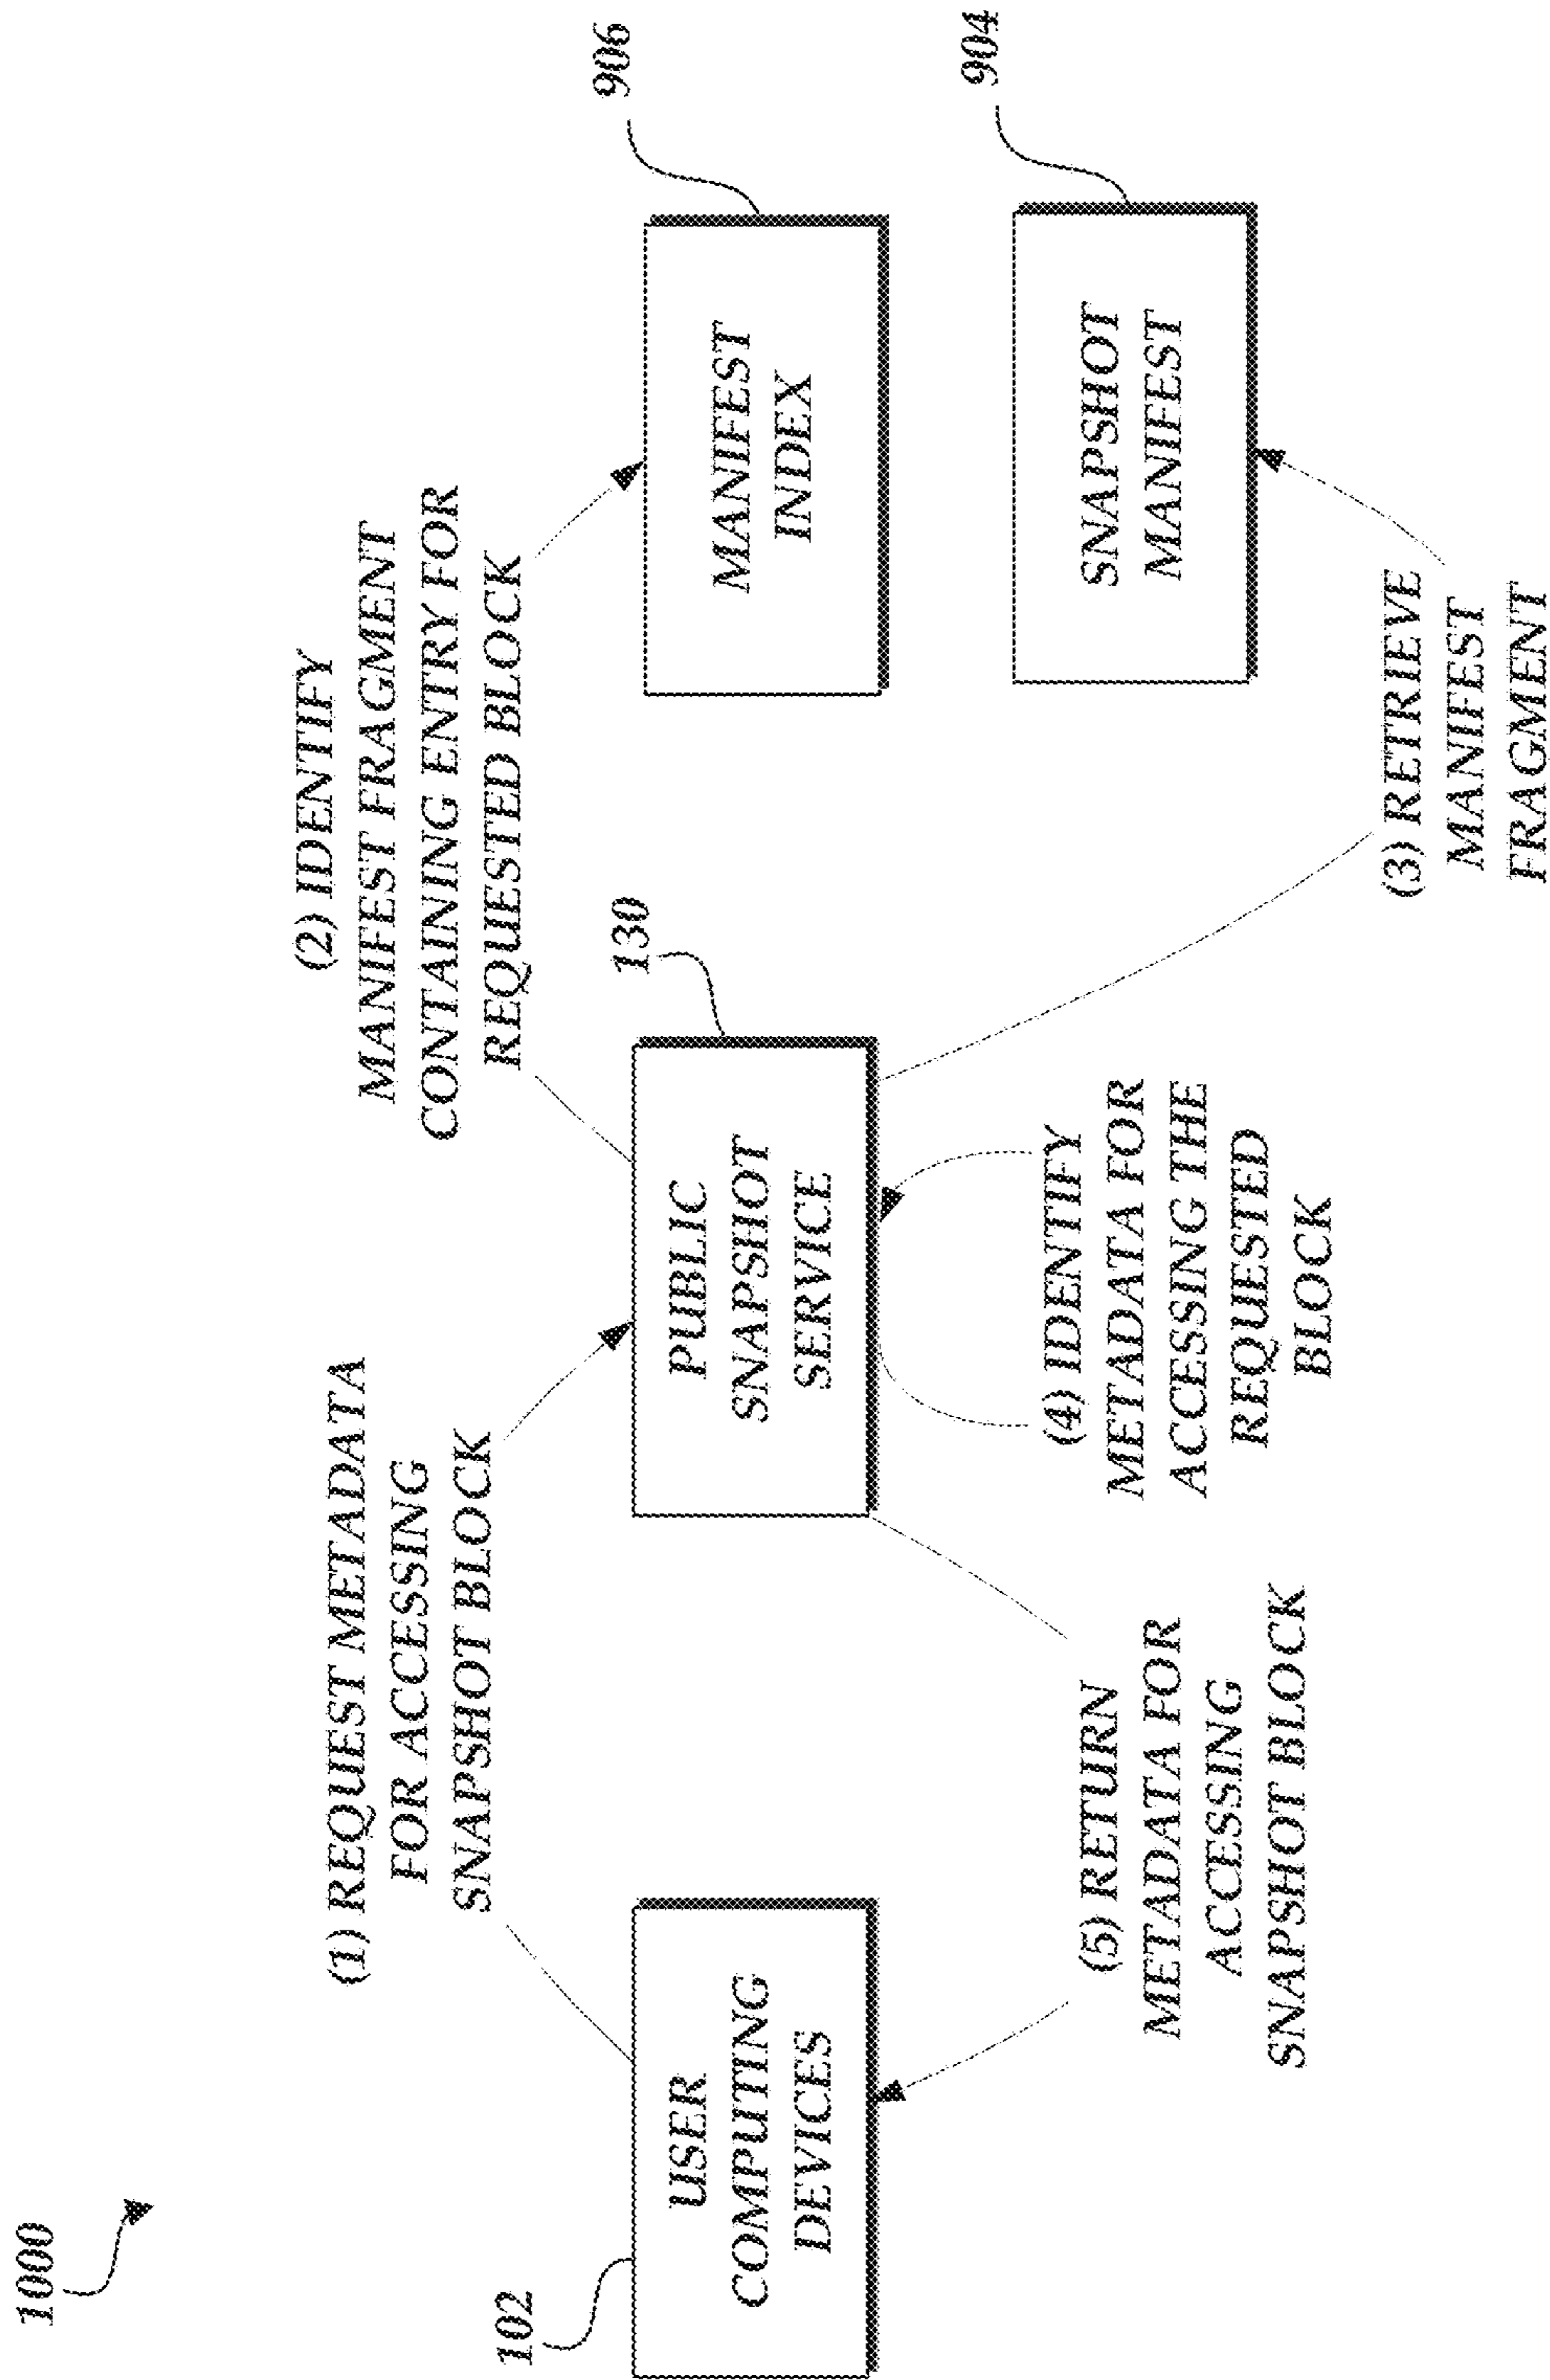 1000
(1) REQUEST METADATA
FOR ACCESSING
SNAPSHOT BLOCK
(2) IDENTIFY
MANIFEST FRAGMENT
CONTAINING ENTRY FOR
REQUESTED BLOCK
102
USER
COMPUTING
DEVICES
130
PUBLIC
SNAPSHOT
SERVICE
906
MANIFEST
INDEX
904
SNAPSHOT
MANIFEST
(5) RETURN
METADATA FOR
ACCESSING
SNAPSHOT BLOCK
(4) IDENTIFY
METADATA FOR
ACCESSING THE
REQUESTED
BLOCK
(3) RETRIEVE
MANIFEST
FRAGMENT